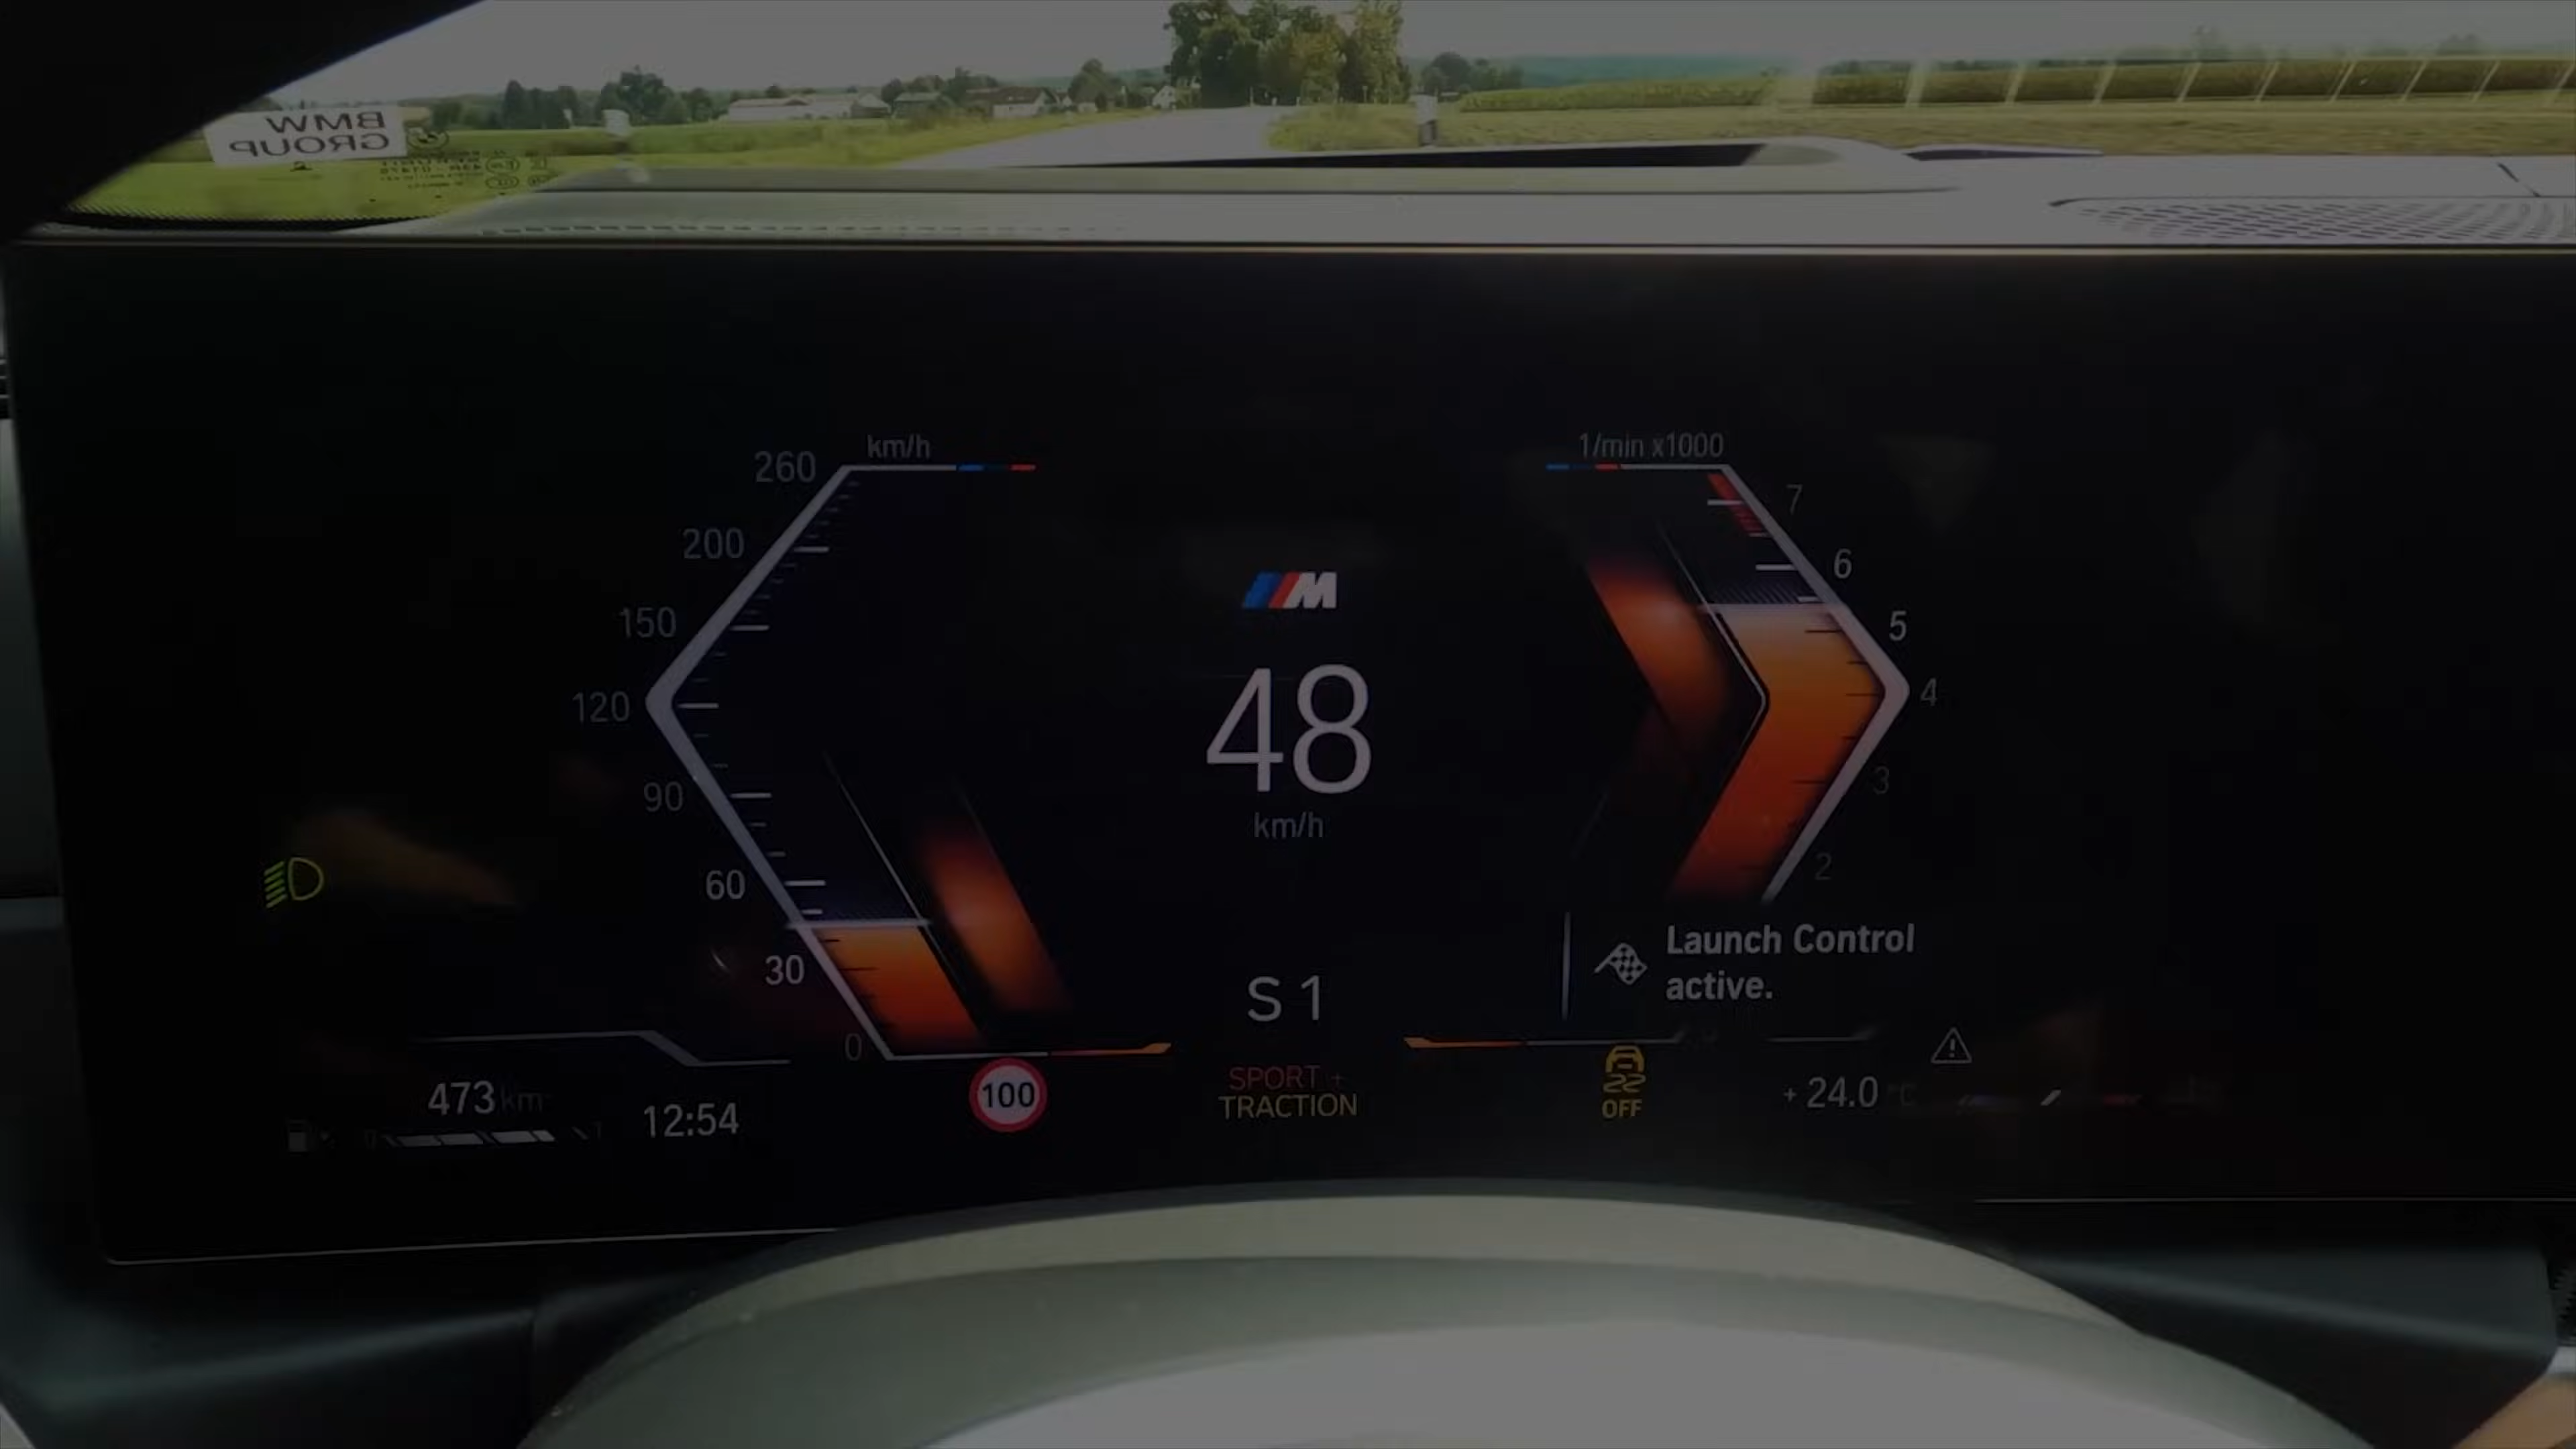 BMW
GROUP
km/h
260
200
150
120
90
60
30
0
1/min x1000
7
6
5
4
3
2
M
48
km/h
S 1
Launch Control
active.
473 km
12:54
100
SPORT +
TRACTION
OFF
+ 24.0 °C